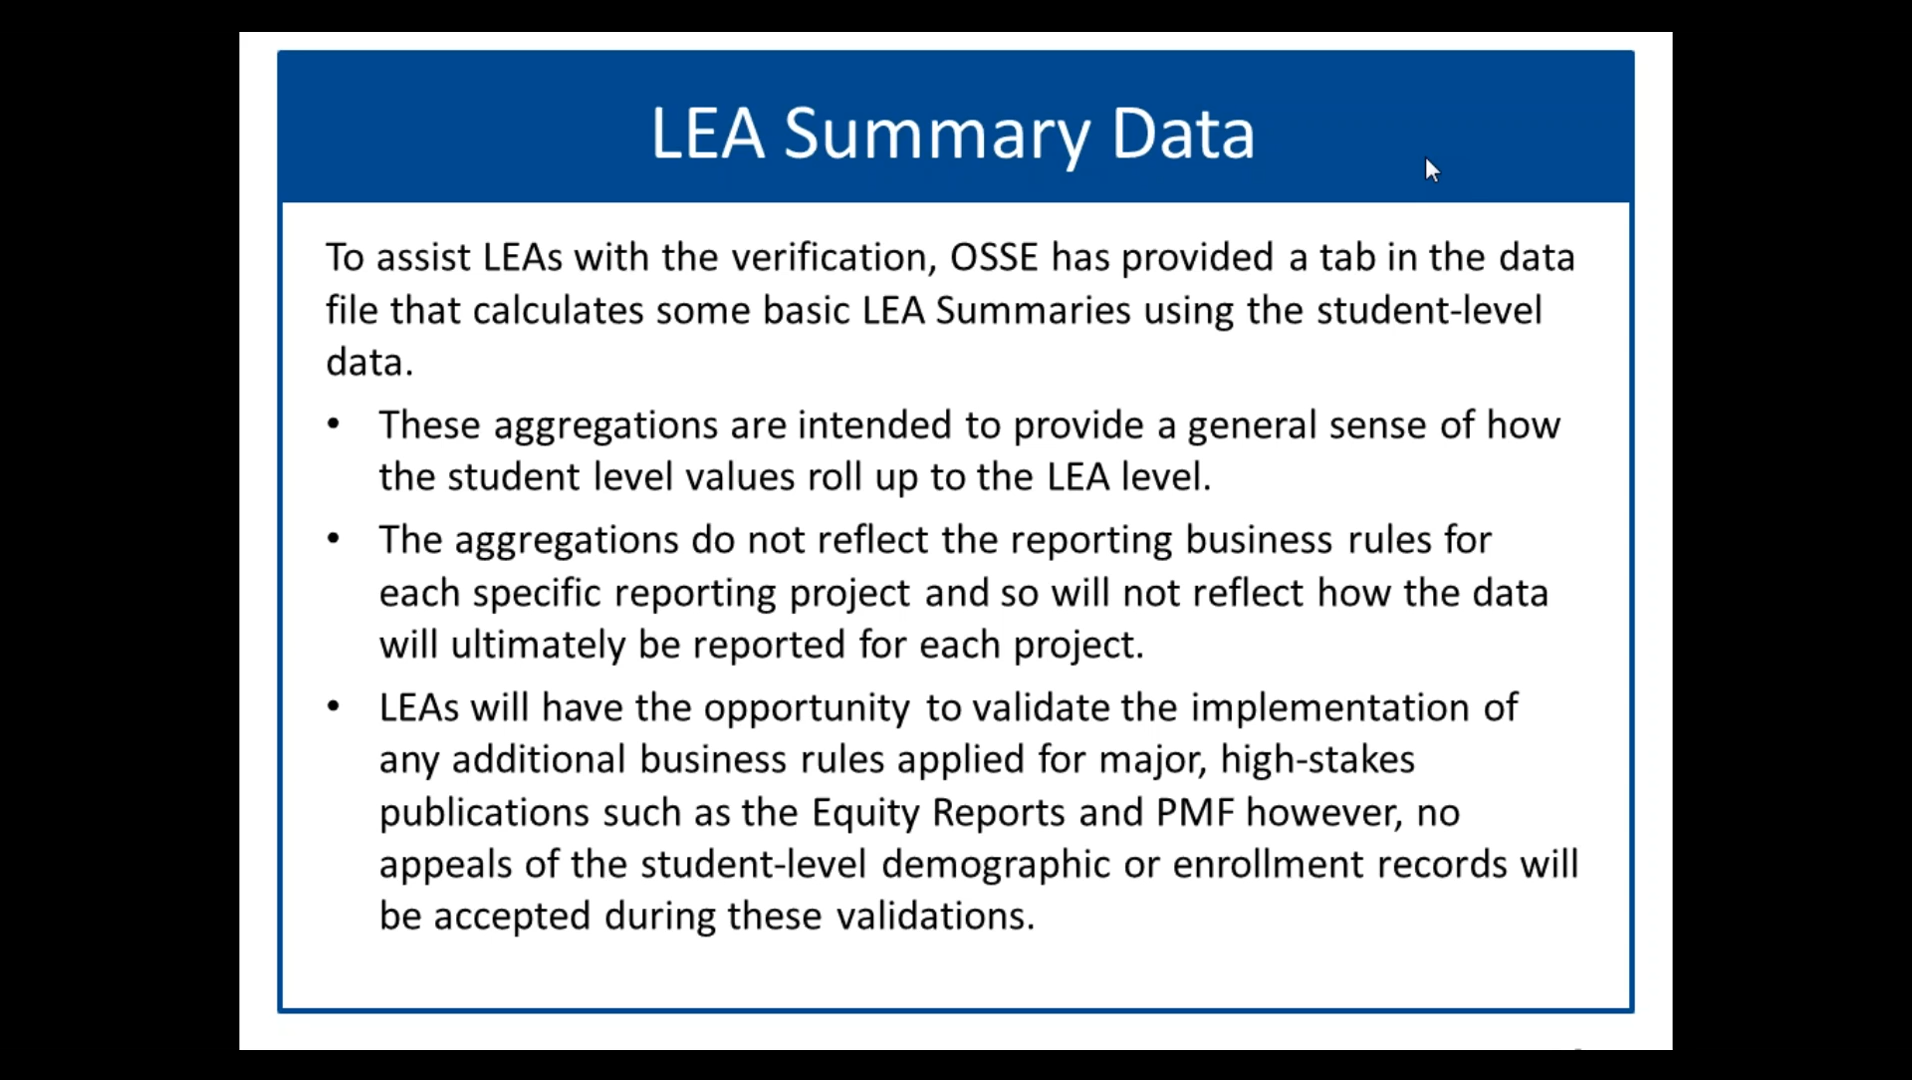 LEA Summary Data
To assist LEAs with the verification, OSSE has provided a tab in the data
file that calculates some basic LEA Summaries using the student-level
data.
• These aggregations are intended to provide a general sense of how
the student level values roll up to the LEA level.
• The aggregations do not reflect the reporting business rules for
each specific reporting project and so will not reflect how the data
will ultimately be reported for each project.
• LEAs will have the opportunity to validate the implementation of
any additional business rules applied for major, high-stakes
publications such as the Equity Reports and PMF however, no
appeals of the student-level demographic or enrollment records will
be accepted during these validations.